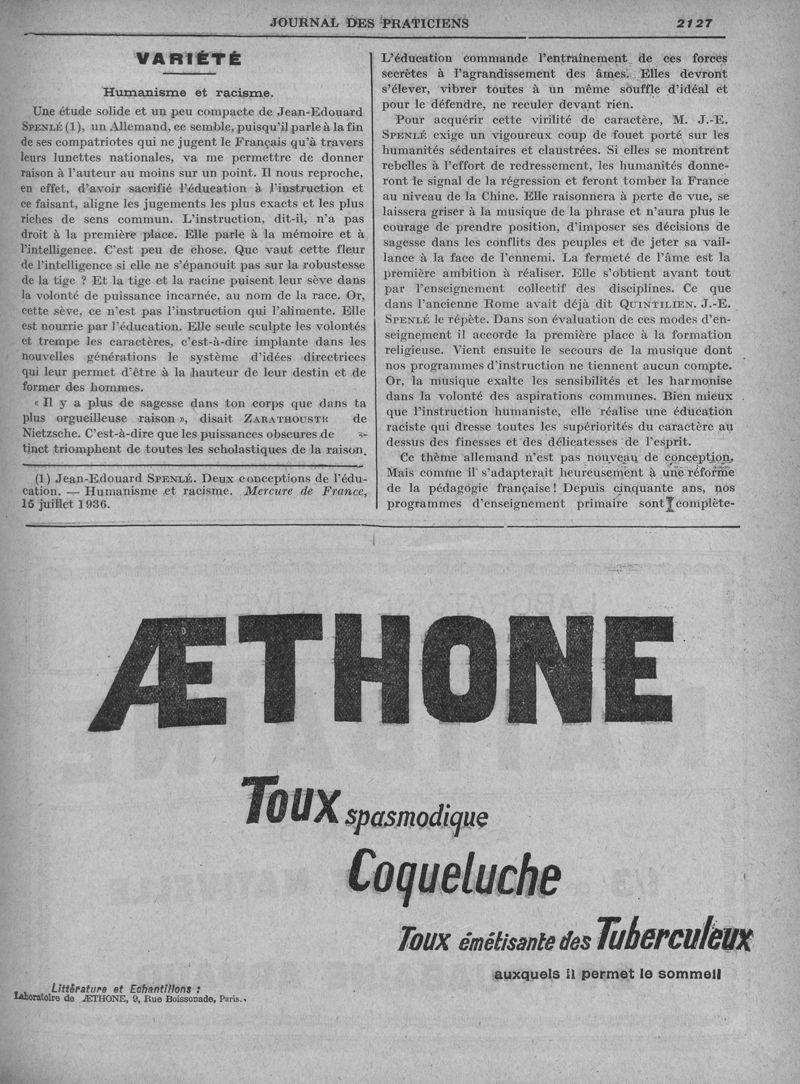 JOURNAL DES PRATICIENS 2127
VARIÉTÉ
Humanisme et racisme.
Une étude solide et un peu compacte de Jean-Edouard
SPENLÉ (1), un Allemand, ce semble, puisqu'il parle à la fin
de ses compatriotes qui ne jugent le Français qu'à travers
leurs lunettes nationales, va me permettre de donner
raison à l'auteur au moins sur un point. Il nous reproche,
en effet, d'avoir sacrifié l'éducation à l'instruction et
ce faisant, aligne les jugements les plus exacts et les plus
riches de sens commun. L'instruction, dit-il, n'a pas
droit à la première place. Elle parle à la mémoire et à
l'intelligence. C'est peu de chose. Que vaut cette fleur
de l'intelligence si elle ne s'épanouit pas sur la robustesse
de la tige ? Et la tige et la racine puisent leur sève dans
la volonté de puissance incarnée, au nom de la race. Or,
cette sève, ce n'est pas l'instruction qui l'alimente. Elle
est nourrie par l'éducation. Elle seule sculpte les volontés
et trempe les caractères, c'est-à-dire implante dans les
nouvelles générations le système d'idées directrices
qui leur permet d'être à la hauteur de leur destin et de
former des hommes.
« Il y a plus de sagesse dans ton corps que dans ta
plus orgueilleuse raison », disait ZARATHOUSTR de
Nietzsche. C'est-à-dire que les puissances obscures de
tinct triomphent de toutes les scholastiques de la raison.
(1) Jean-Edouard SPENLÉ. Deux conceptions de l'édu-
cation. — Humanisme et racisme. Mercure de France,
15 juillet 1936.
L'éducation commande l'entraînement de ces forces
secrètes à l'agrandissement des âmes. Elles devront
s'élever, vibrer toutes à un même souffle d'idéal et
pour le défendre, ne reculer devant rien.
Pour acquérir cette virilité de caractère, M. J.-E.
SPENLÉ exige un vigoureux coup de fouet porté sur les
humanités sédentaires et claustrées. Si elles se montrent
rebelles à l'effort de redressement, les humanités donne-
ront le signal de la régression et feront tomber la France
au niveau de la Chine. Elle raisonnera à perte de vue, se
laissera griser à la musique de la phrase et n'aura plus le
courage de prendre position, d'imposer ses décisions de
sagesse dans les conflits des peuples et de jeter sa vail-
lance à la face de l'ennemi. La fermeté de l'âme est la
première ambition à réaliser. Elle s'obtient avant tout
par l'enseignement collectif des disciplines. Ce que
dans l'ancienne Rome avait déjà dit QUINTILIEN. J.-E.
SPENLÉ le répète. Dans son évaluation de ces modes d'en-
seignement il accorde la première place à la formation
religieuse. Vient ensuite le secours de la musique dont
nos programmes d'instruction ne tiennent aucun compte.
Or, la musique exalte les sensibilités et les harmonise
dans la volonté des aspirations communes. Bien mieux
que l'instruction humaniste, elle réalise une éducation
raciste qui dresse toutes les supériorités du caractère au
dessus des finesses et des délicatesses de l'esprit.
Ce thème allemand n'est pas nouveau de conception.
Mais comme il s'adapterait heureusement à une réforme
de la pédagogie française ! Depuis cinquante ans, nos
programmes d'enseignement primaire sont complète-
ÆTHONE
Toux spasmodique
Coqueluche
Toux émétisante des Tuberculeux
auxquels il permet le sommeil
Littérature et Echantillons :
Laboratoire de ÆTHONE, 9, Rue Boissonade, Paris.